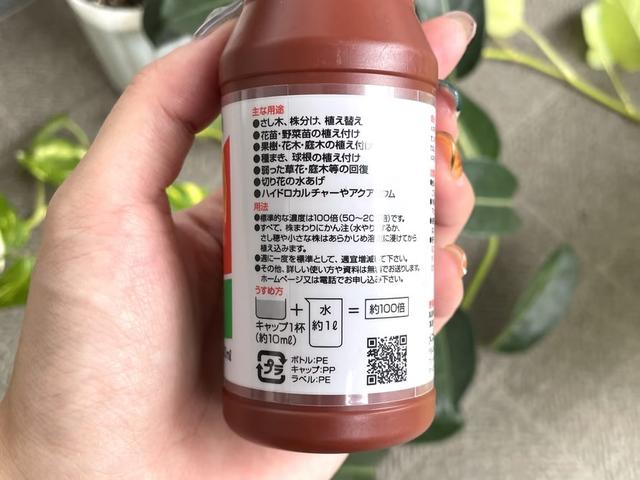 主な用途
●さし木、株分け、植え替え
●花苗・野菜苗の植え付け
●果樹・花木・庭木の植え付け
●種まき、球根の植え付け
●弱った草花・庭木等の回復
●切り花の水あげ
●ハイドロカルチャーやアクア
用法
●標準的な濃度は100倍(50〜20 倍)です。
●すべて、株まわりにかん注(水やり) るか、
さし穂や小さな株はあらかじめ溶 に浸けてから
植え込みます。
●週に一度を標準として、適宜増減 て下さい。
●その他、詳しい使い方や資料は無 でお送りします。
ホームページ又は電話でお申し込み下さい。
うすめ方
キャップ1杯
(約10mℓ)
+
水
約1ℓ
=
約100倍
プラ
ボトル:PE
キャップ:PP
ラベル:PE